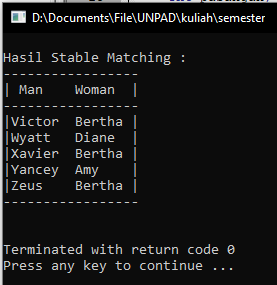 D:\Documents\File\UNPAD\kuliah\semester
Hasil Stable Matching :
-----------------
| Man    Woman  |
-----------------
|Victor  Bertha |
|Wyatt   Diane  |
|Xavier  Bertha |
|Yancey  Amy    |
|Zeus    Bertha |
-----------------
Terminated with return code 0
Press any key to continue ...